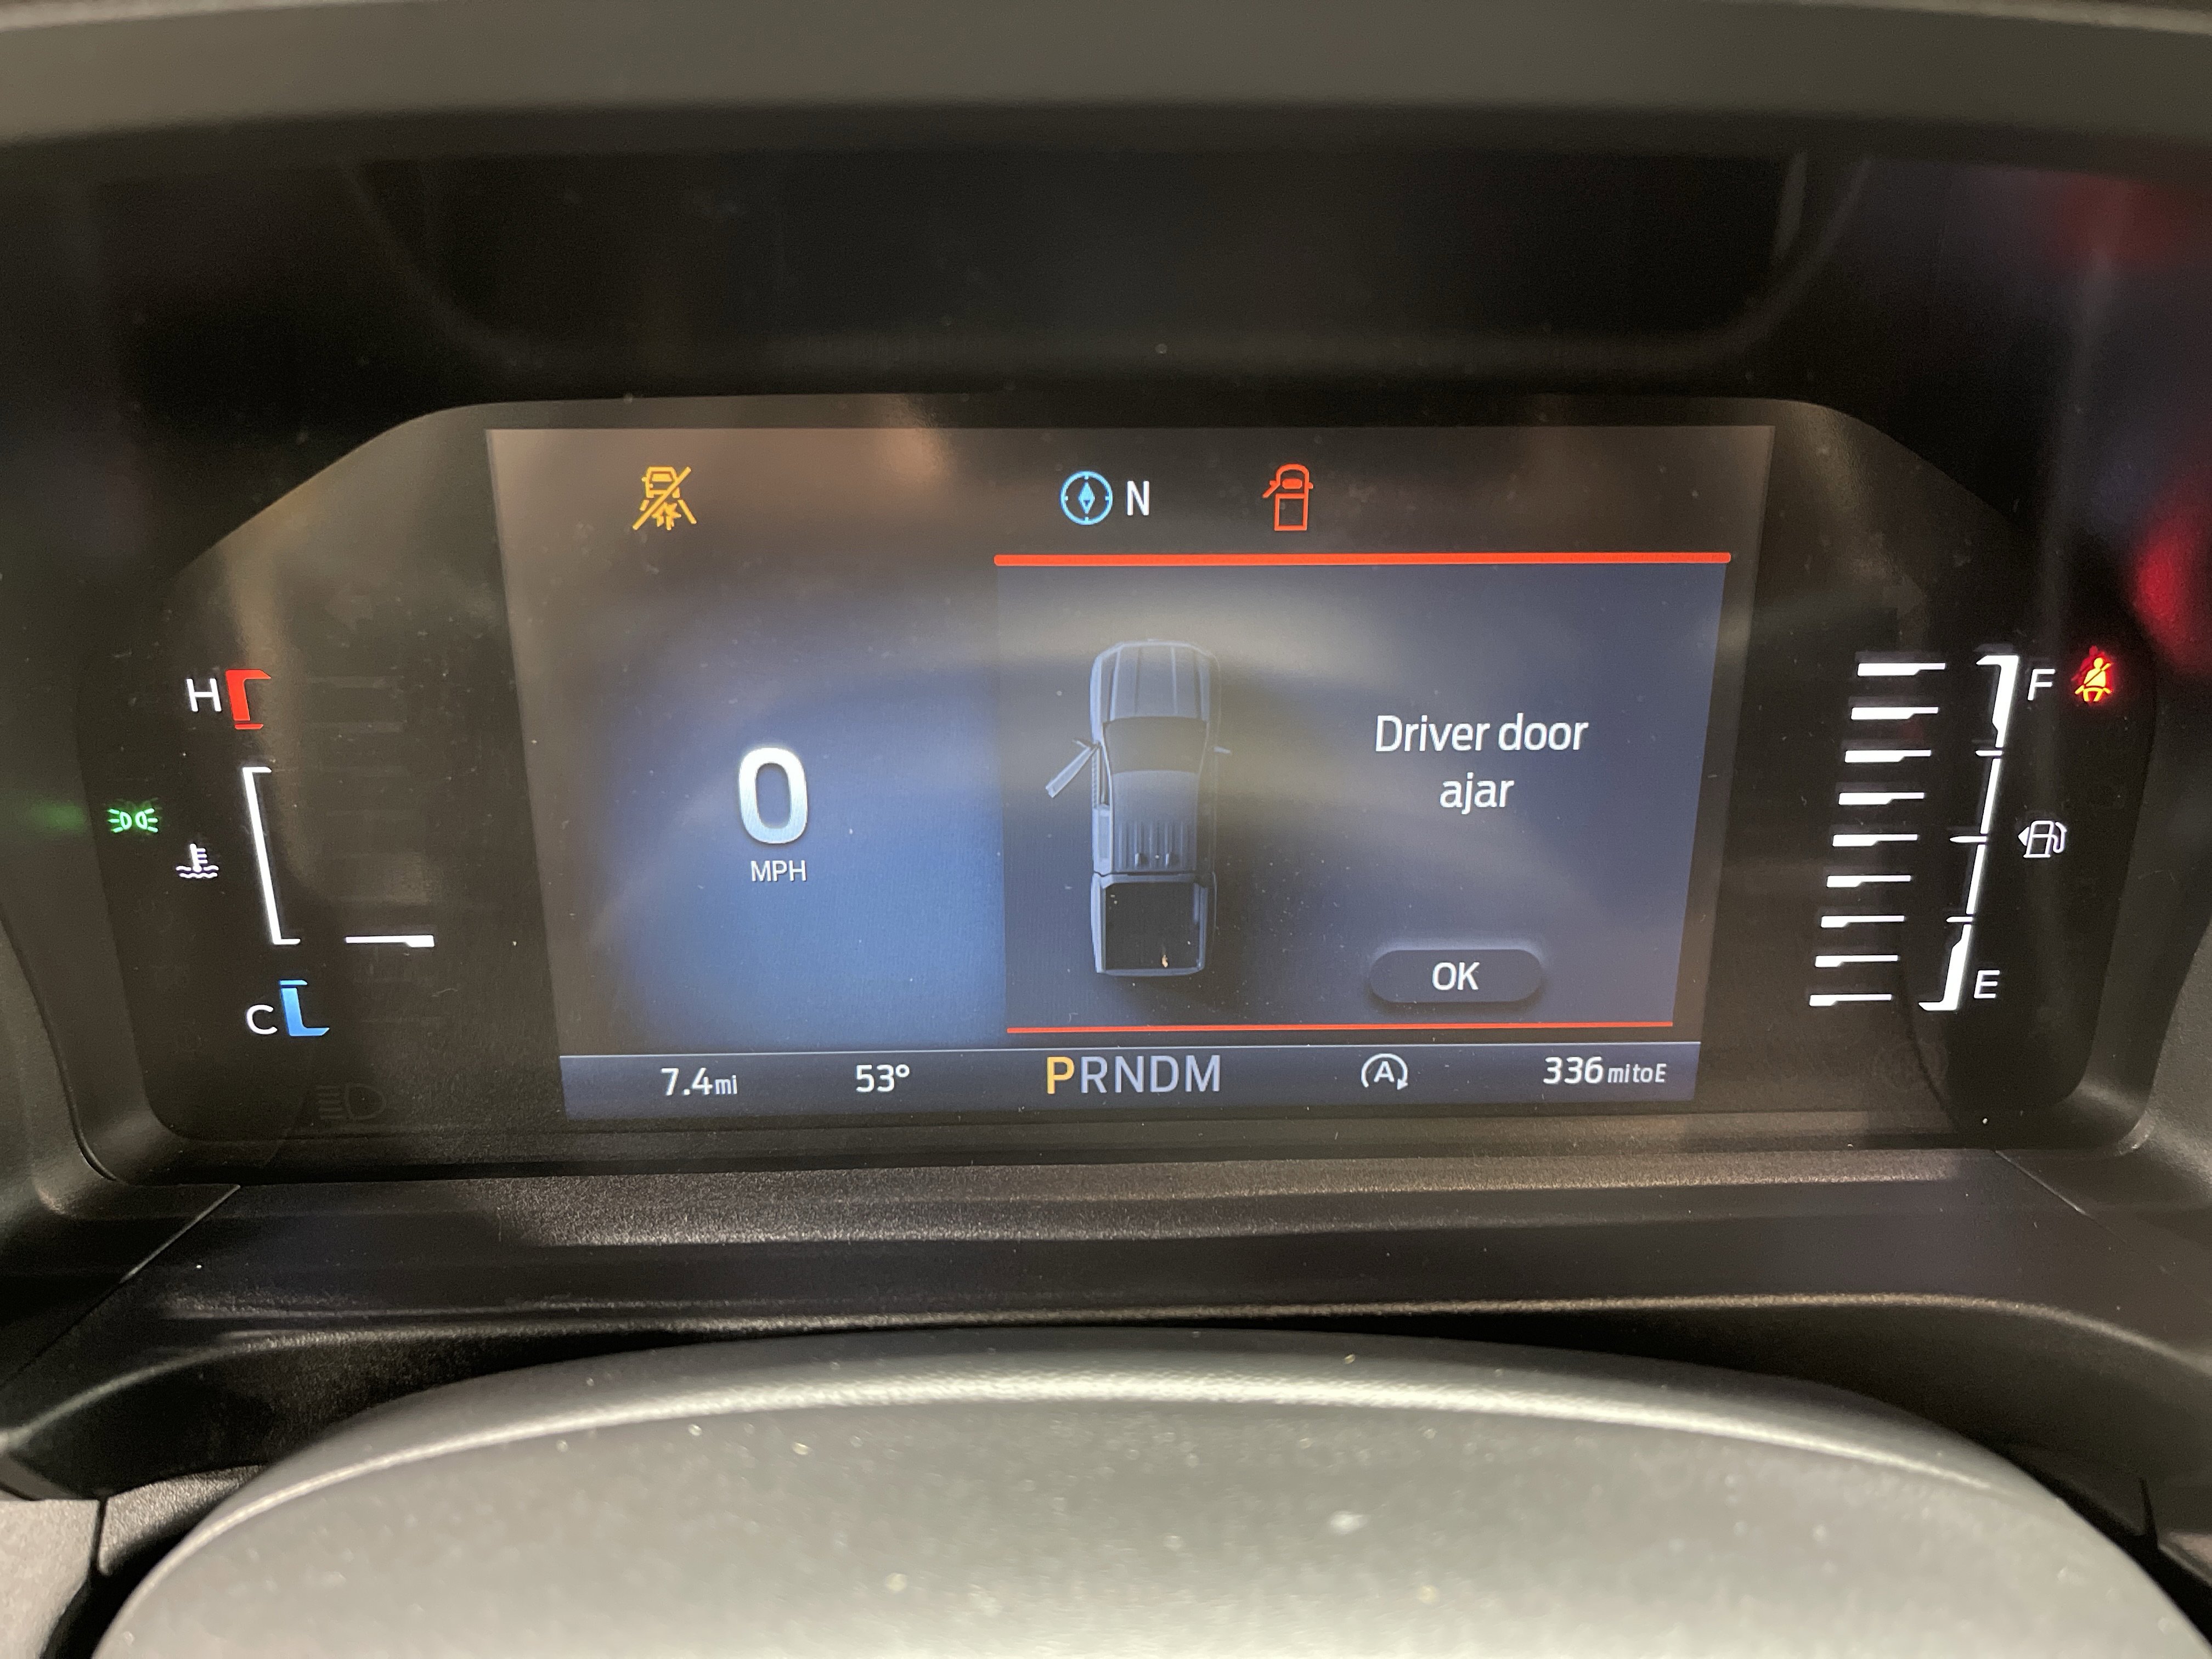 N
H
F
Driver door
ajar
0
MPH
OK
E
C
7.4mi
53°
PRNDM
A
336mitoE